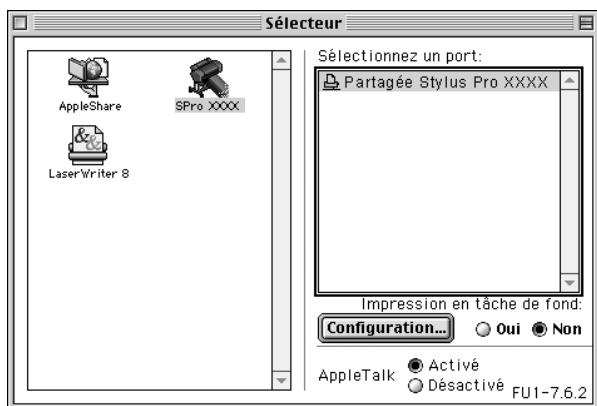 Sélecteur
AppleShare
SPro XXXX
LaserWriter 8
Sélectionnez un port:
Partagée Stylus Pro XXXX
Impression en tâche de fond:
Configuration... Oui Non
AppleTalk Activé
Désactivé FU1-7.6.2